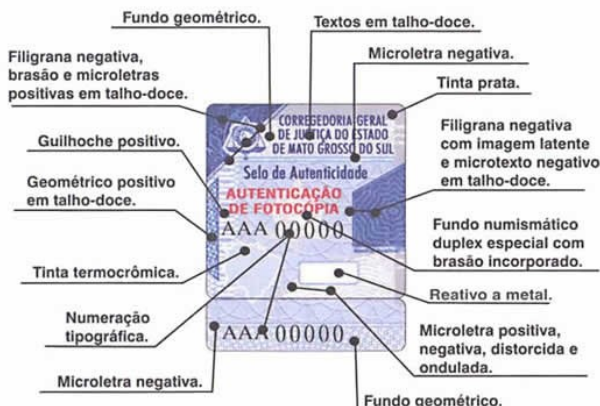 Fundo geométrico.
Textos em talho-doce.
Filigrana negativa,
brasão e microletras
positivas em talho-doce.
Microletra negativa.
Tinta prata.
Guilhoche positivo.
Filigrana negativa
com imagem latente
e microtexto negativo
em talho-doce.
Geométrico positivo
em talho-doce.
CORREGEDORIA-GERAL
DE JUSTIÇA DO ESTADO
DE MATO GROSSO DO SUL
Selo de Autenticidade
AUTENTICAÇÃO
DE FOTOCÓPIA
AAA 00000
Fundo numismático
duplex especial com
brasão incorporado.
Tinta termocrômica.
Reativo a metal.
Numeração
tipográfica.
AAA 00000
Microletra positiva,
negativa, distorcida e
ondulada.
Microletra negativa.
Fundo geométrico.